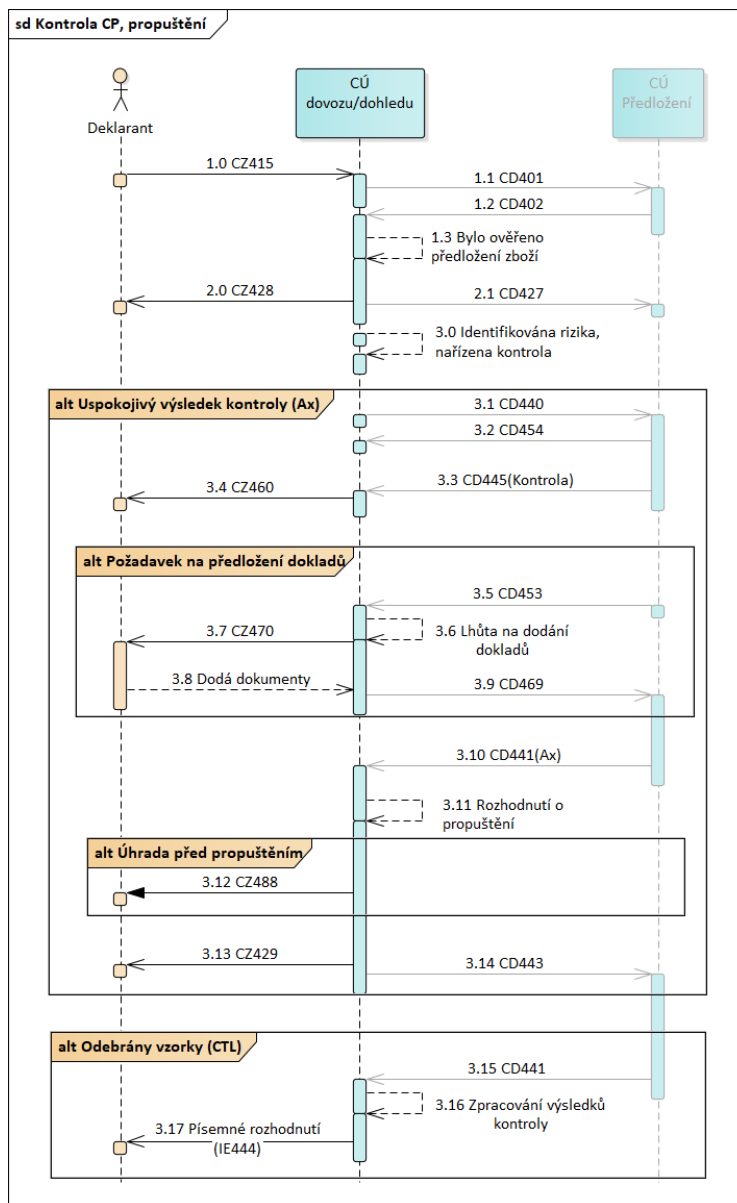 sd Kontrola CP, propuštění
Deklarant
CÚ
dovozu/dohledu
CÚ
Předložení
1.0 CZ415
1.1 CD401
1.2 CD402
1.3 Bylo ověřeno
předložení zboží
2.0 CZ428
2.1 CD427
3.0 Identifikována rizika,
nařízena kontrola
alt Uspokojivý výsledek kontroly (Ax)
3.1 CD440
3.2 CD454
3.3 CD445(Kontrola)
3.4 CZ460
alt Požadavek na předložení dokladů
3.5 CD453
3.6 Lhůta na dodání
dokladů
3.7 CZ470
3.8 Dodá dokumenty
3.9 CD469
3.10 CD441(Ax)
3.11 Rozhodnutí o
propuštění
alt Úhrada před propuštěním
3.12 CZ488
3.13 CZ429
3.14 CD443
alt Odebrány vzorky (CTL)
3.15 CD441
3.16 Zpracování výsledků
kontroly
3.17 Písemné rozhodnutí
(IE444)